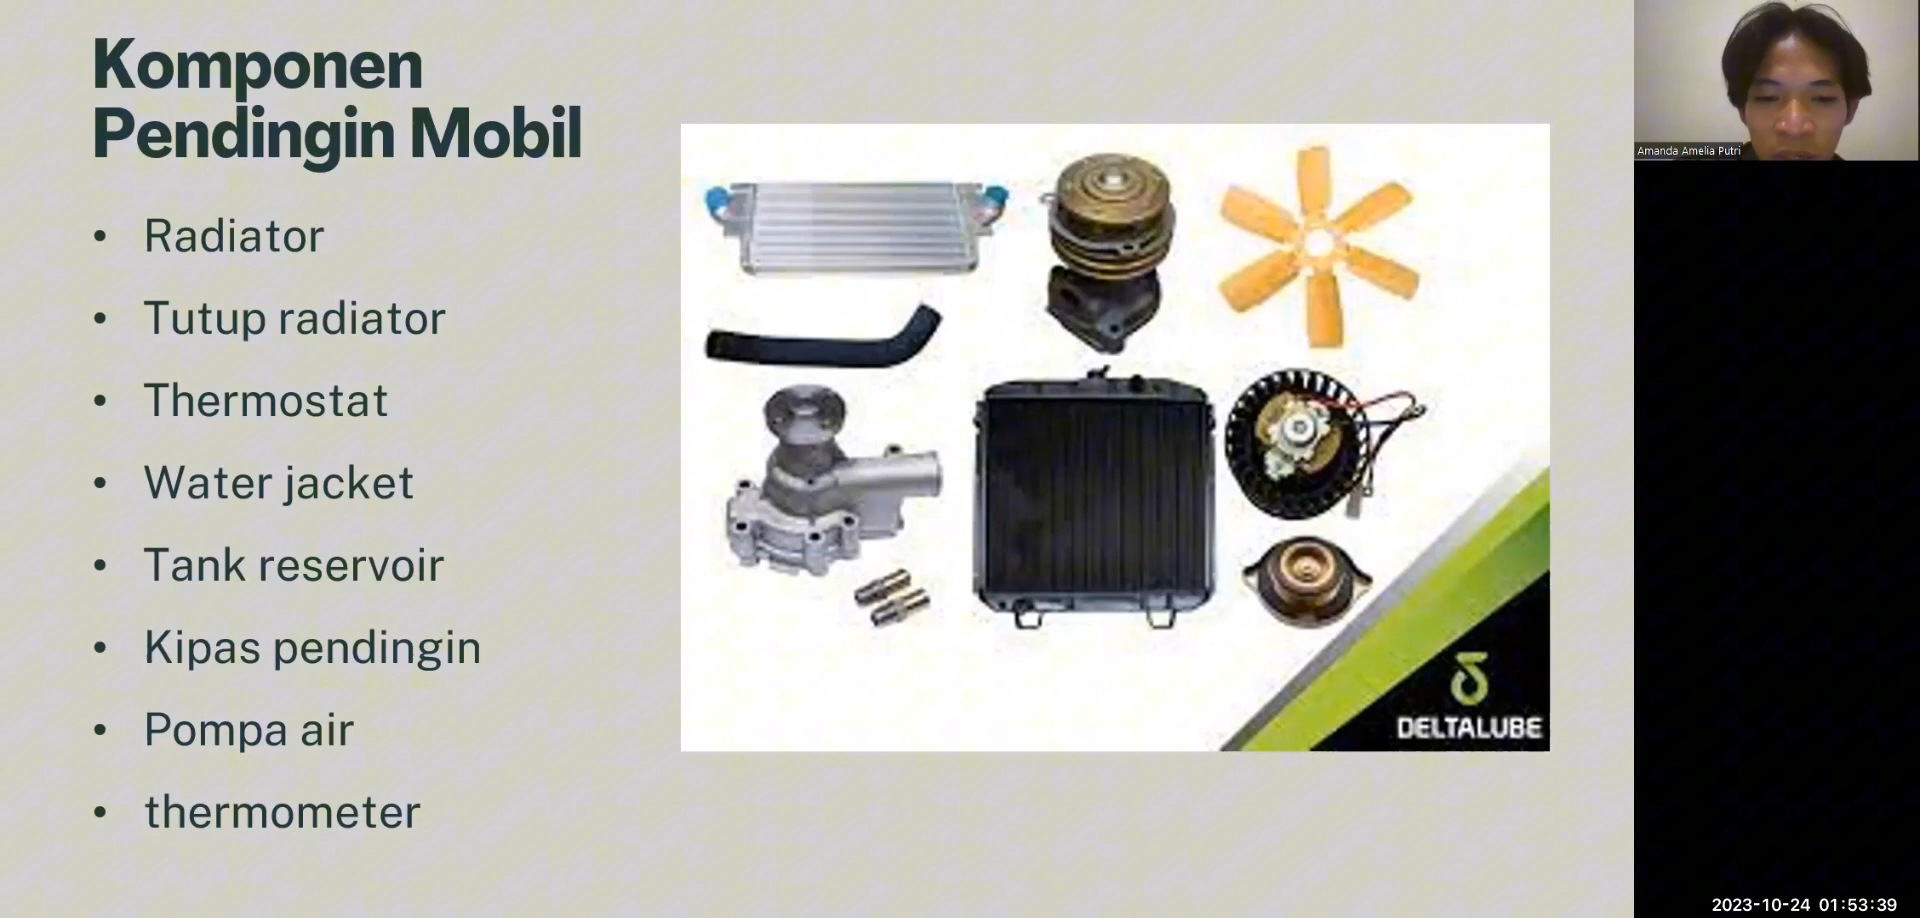 Komponen
Pendingin Mobil
• Radiator
• Tutup radiator
• Thermostat
• Water jacket
• Tank reservoir
• Kipas pendingin
• Pompa air
• thermometer
DELTALUBE
Amanda Amelia Putri
2023-10-24 01:53:39